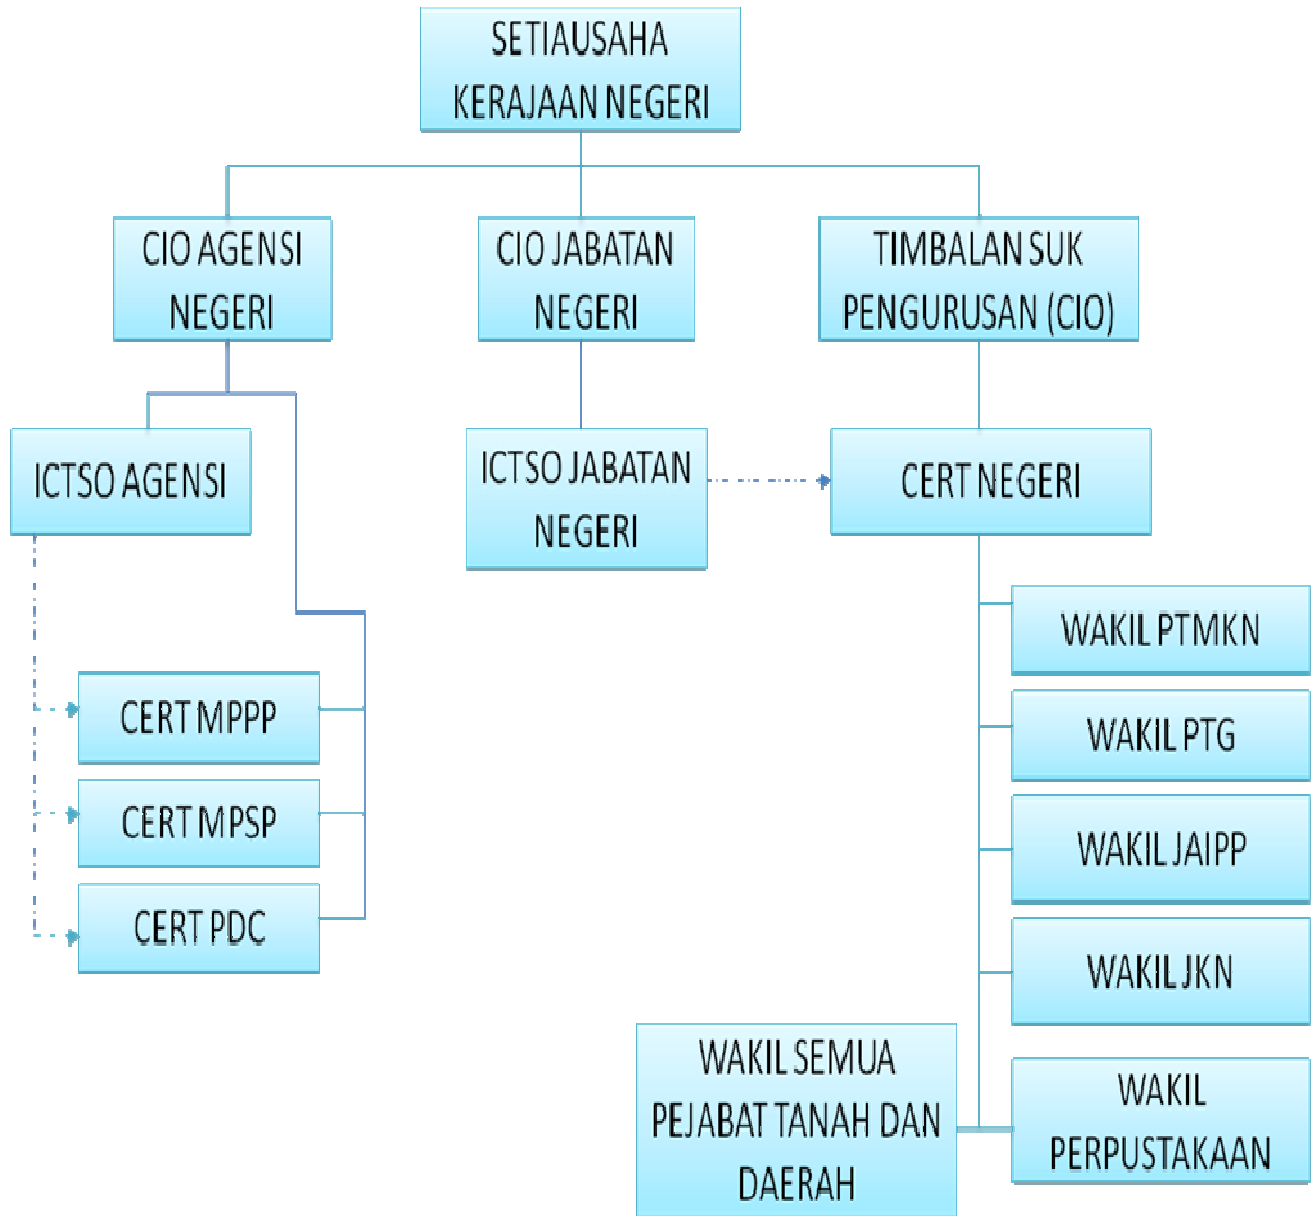 SETIAUSAHA
KERAJAAN NEGERI
CIO AGENSI
NEGERI
CIO JABATAN
NEGERI
TIMBALAN SUK
PENGURUSAN (CIO)
ICTSO AGENSI
ICTSO JABATAN
NEGERI
CERT NEGERI
CERT MPPP
CERT MPSP
CERT PDC
WAKIL PTMKN
WAKIL PTG
WAKIL JAIPP
WAKIL JKN
WAKIL SEMUA
PEJABAT TANAH DAN
DAERAH
WAKIL
PERPUSTAKAAN